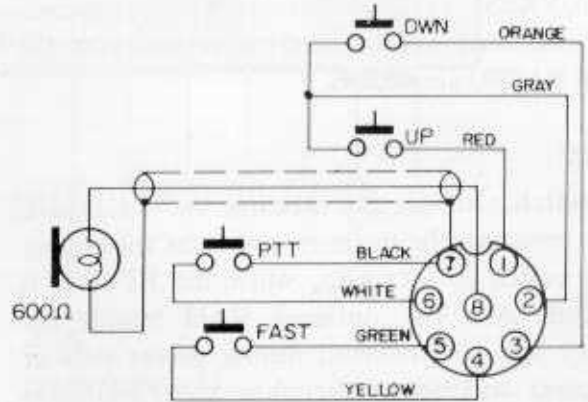 DWN
ORANGE
GRAY
UP
RED
PTT
BLACK
WHITE
600Ω
FAST
GREEN
YELLOW
7
1
6
8
2
5
4
3